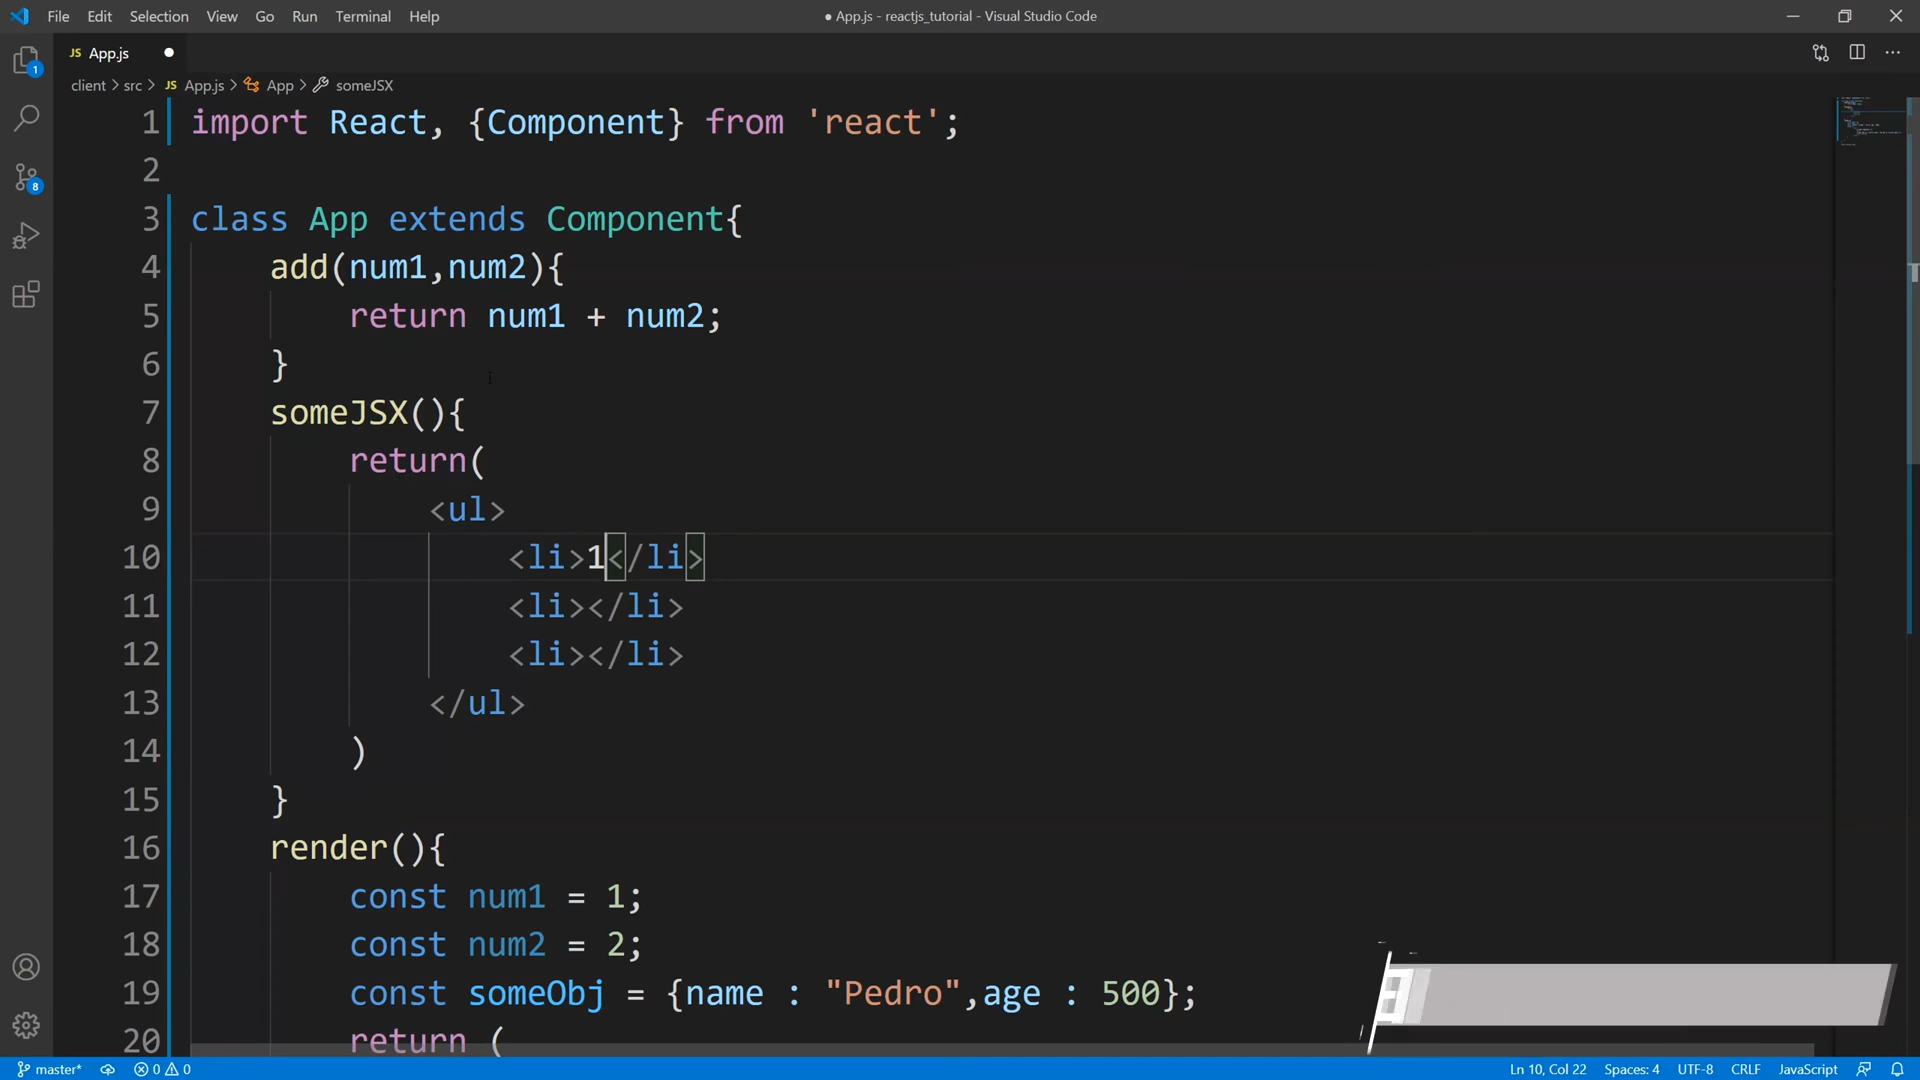 File Edit Selection View Go Run Terminal Help
● App.js - reactjs_tutorial - Visual Studio Code
JS App.js ●
client > src > JS App.js > App > someJSX
1 import React, {Component} from 'react';
2
3 class App extends Component{
4 add(num1,num2){
5 return num1 + num2;
6 }
7 someJSX(){
8 return(
9 <ul>
10 <li>1</li>
11 <li></li>
12 <li></li>
13 </ul>
14 )
15 }
16 render(){
17 const num1 = 1;
18 const num2 = 2;
19 const someObj = {name : "Pedro",age : 500};
20 return (
1
8
master* 0 0 Ln 10, Col 22 Spaces: 4 UTF-8 CRLF JavaScript